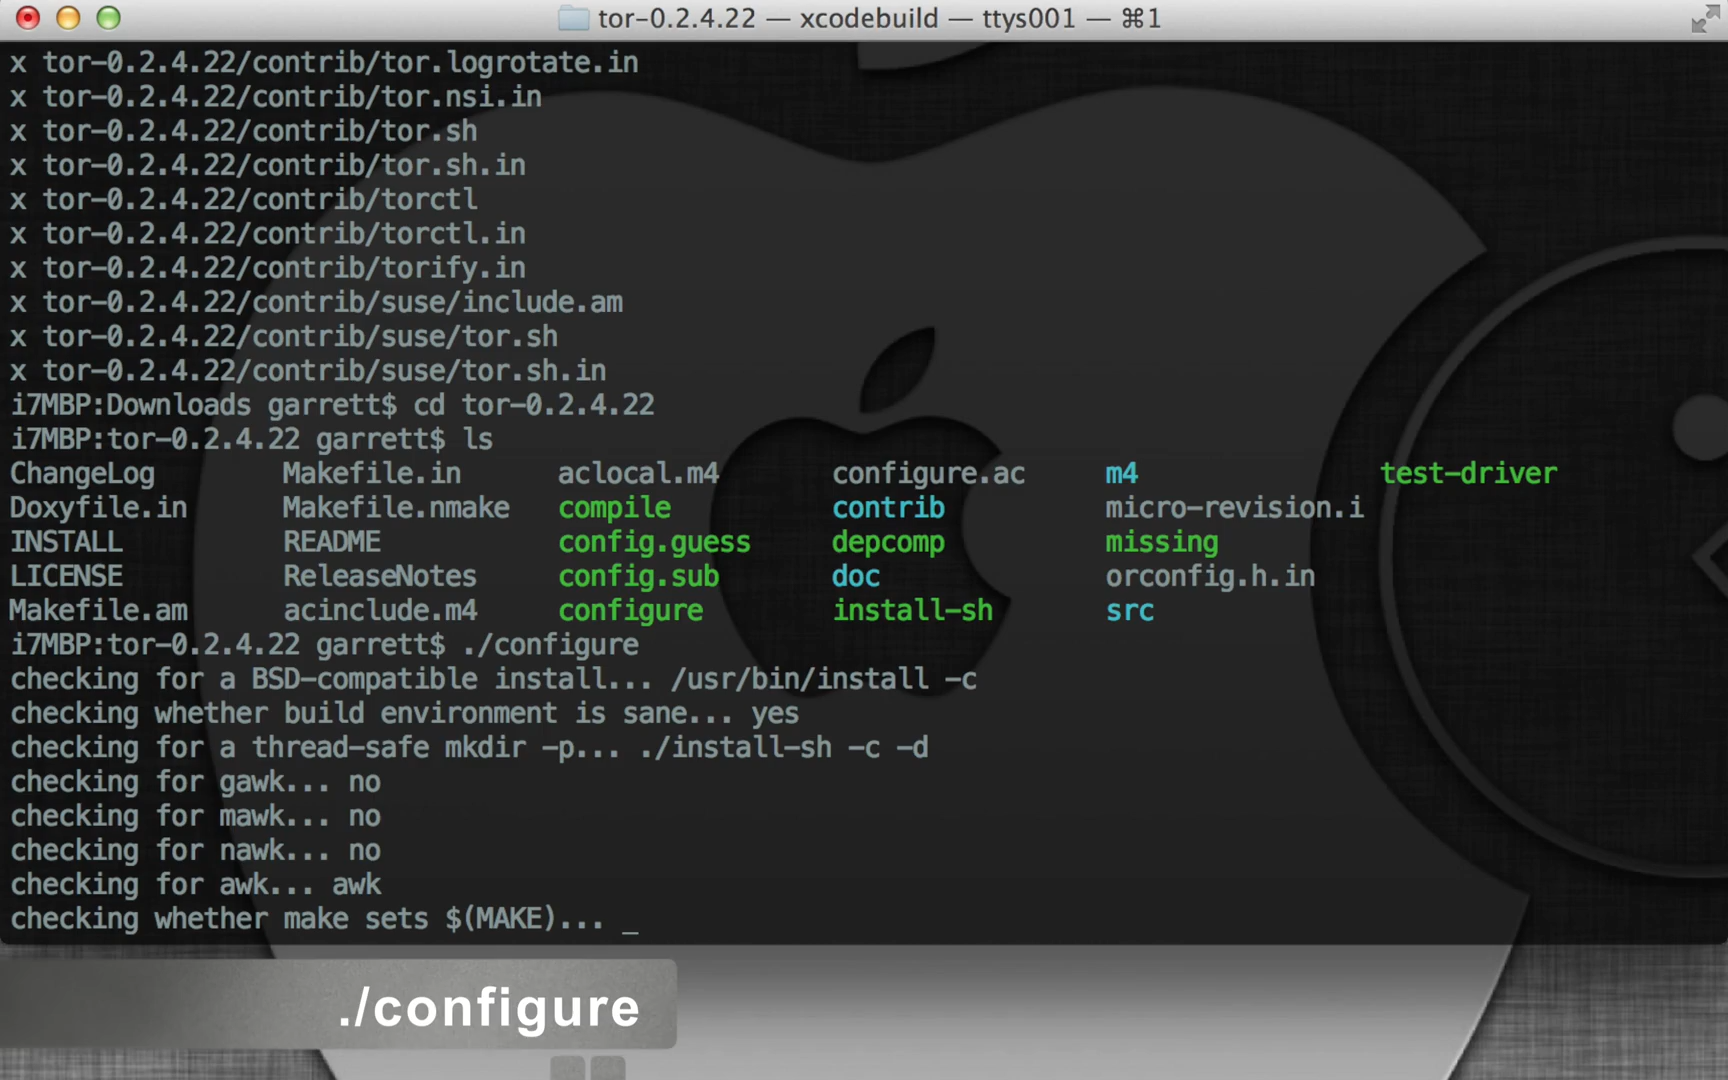 tor-0.2.4.22 — xcodebuild — ttys001 — ⌘1
x tor-0.2.4.22/contrib/tor.logrotate.in
x tor-0.2.4.22/contrib/tor.nsi.in
x tor-0.2.4.22/contrib/tor.sh
x tor-0.2.4.22/contrib/tor.sh.in
x tor-0.2.4.22/contrib/torctl
x tor-0.2.4.22/contrib/torctl.in
x tor-0.2.4.22/contrib/torify.in
x tor-0.2.4.22/contrib/suse/include.am
x tor-0.2.4.22/contrib/suse/tor.sh
x tor-0.2.4.22/contrib/suse/tor.sh.in
i7MBP:Downloads garrett$ cd tor-0.2.4.22
i7MBP:tor-0.2.4.22 garrett$ ls
ChangeLog Makefile.in aclocal.m4 configure.ac m4 test-driver
Doxyfile.in Makefile.nmake compile contrib micro-revision.i
INSTALL README config.guess depcomp missing
LICENSE ReleaseNotes config.sub doc orconfig.h.in
Makefile.am acinclude.m4 configure install-sh src
i7MBP:tor-0.2.4.22 garrett$ ./configure
checking for a BSD-compatible install... /usr/bin/install -c
checking whether build environment is sane... yes
checking for a thread-safe mkdir -p... ./install-sh -c -d
checking for gawk... no
checking for mawk... no
checking for nawk... no
checking for awk... awk
checking whether make sets $(MAKE)... _
./configure